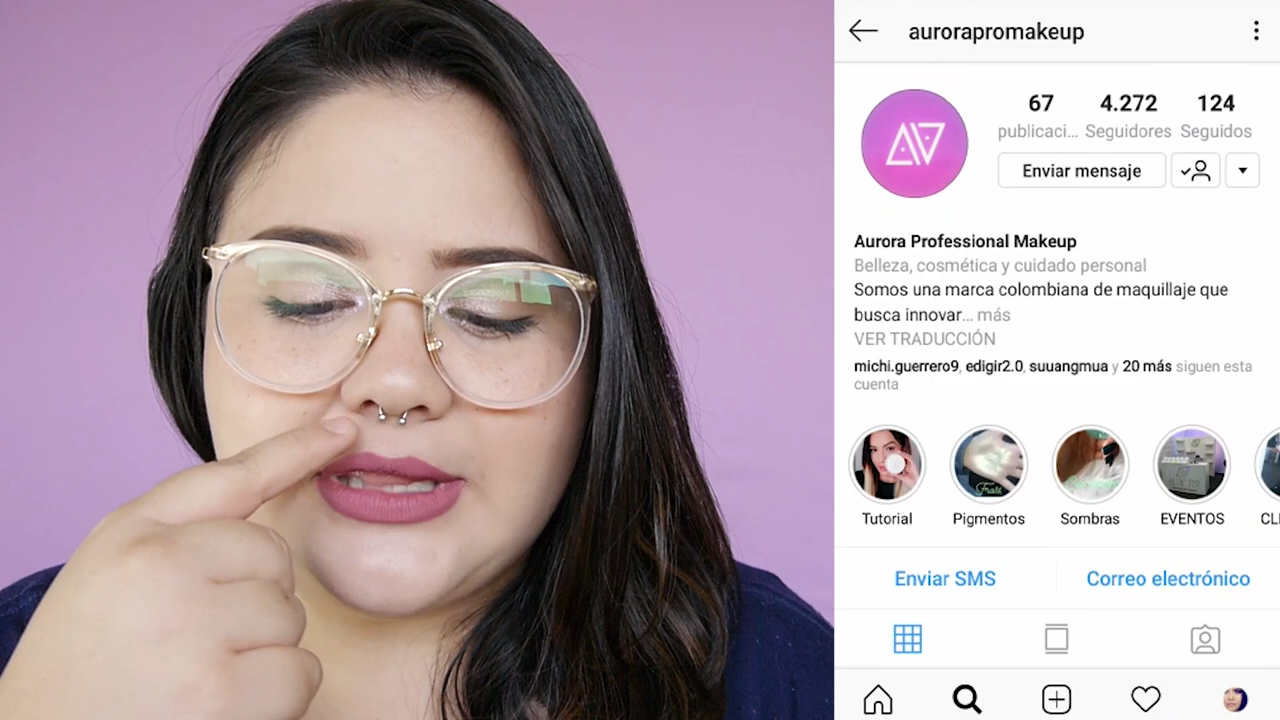 aurorapromakeup
67 4.272 124
publicaci... Seguidores Seguidos
Enviar mensaje
Aurora Professional Makeup
Belleza, cosmética y cuidado personal
Somos una marca colombiana de maquillaje que
busca innovar... más
VER TRADUCCIÓN
michi.guerrero9, edigir2.0, suuangmua y 20 más siguen esta
cuenta
Tutorial Pigmentos Sombras EVENTOS
Enviar SMS Correo electrónico